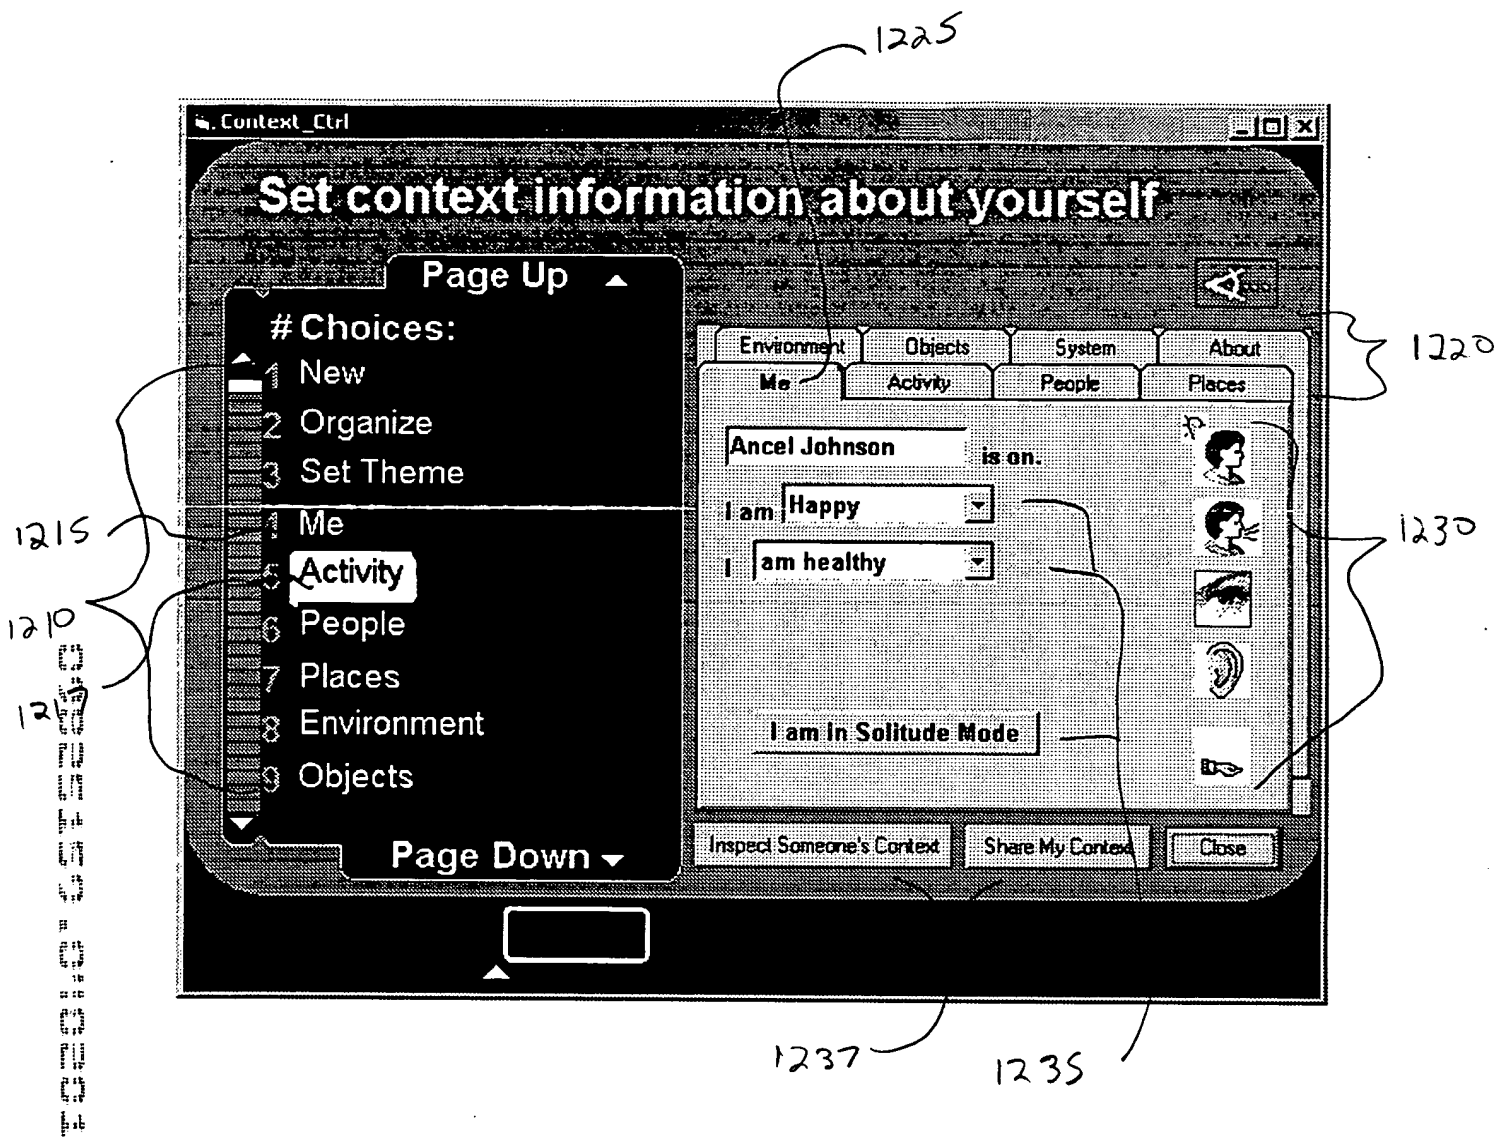 1225
Context_Ctrl
Set context information about yourself
Page Up
# Choices:
1 New
2 Organize
3 Set Theme
1 Me
5 Activity
6 People
7 Places
8 Environment
9 Objects
Page Down
Environment Objects System About
Me Activity People Places
Ancel Johnson is on.
I am Happy
I am healthy
I am In Solitude Mode
Inspect Someone's Context Share My Context Close
1220
1230
1215
1210
1237
1235